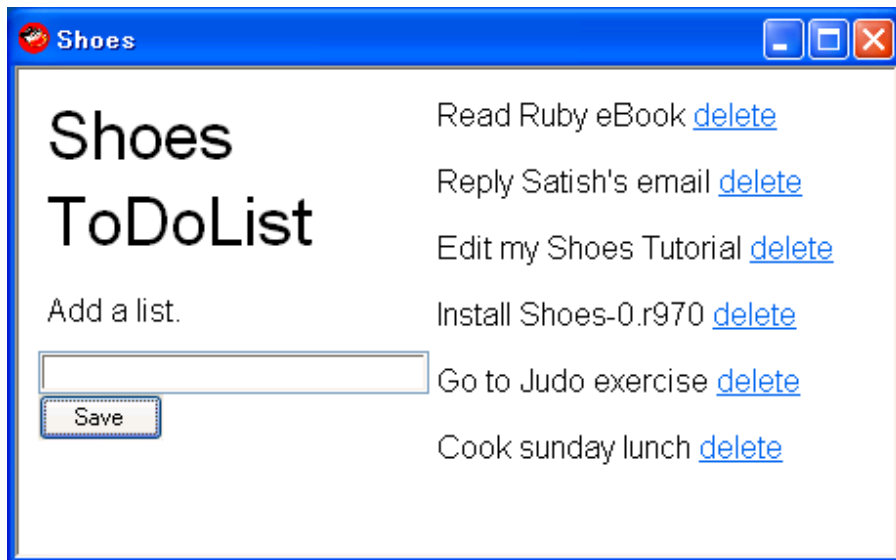 Shoes
Shoes
ToDoList
Add a list.
Save
Read Ruby eBook delete
Reply Satish's email delete
Edit my Shoes Tutorial delete
Install Shoes-0.r970 delete
Go to Judo exercise delete
Cook sunday lunch delete